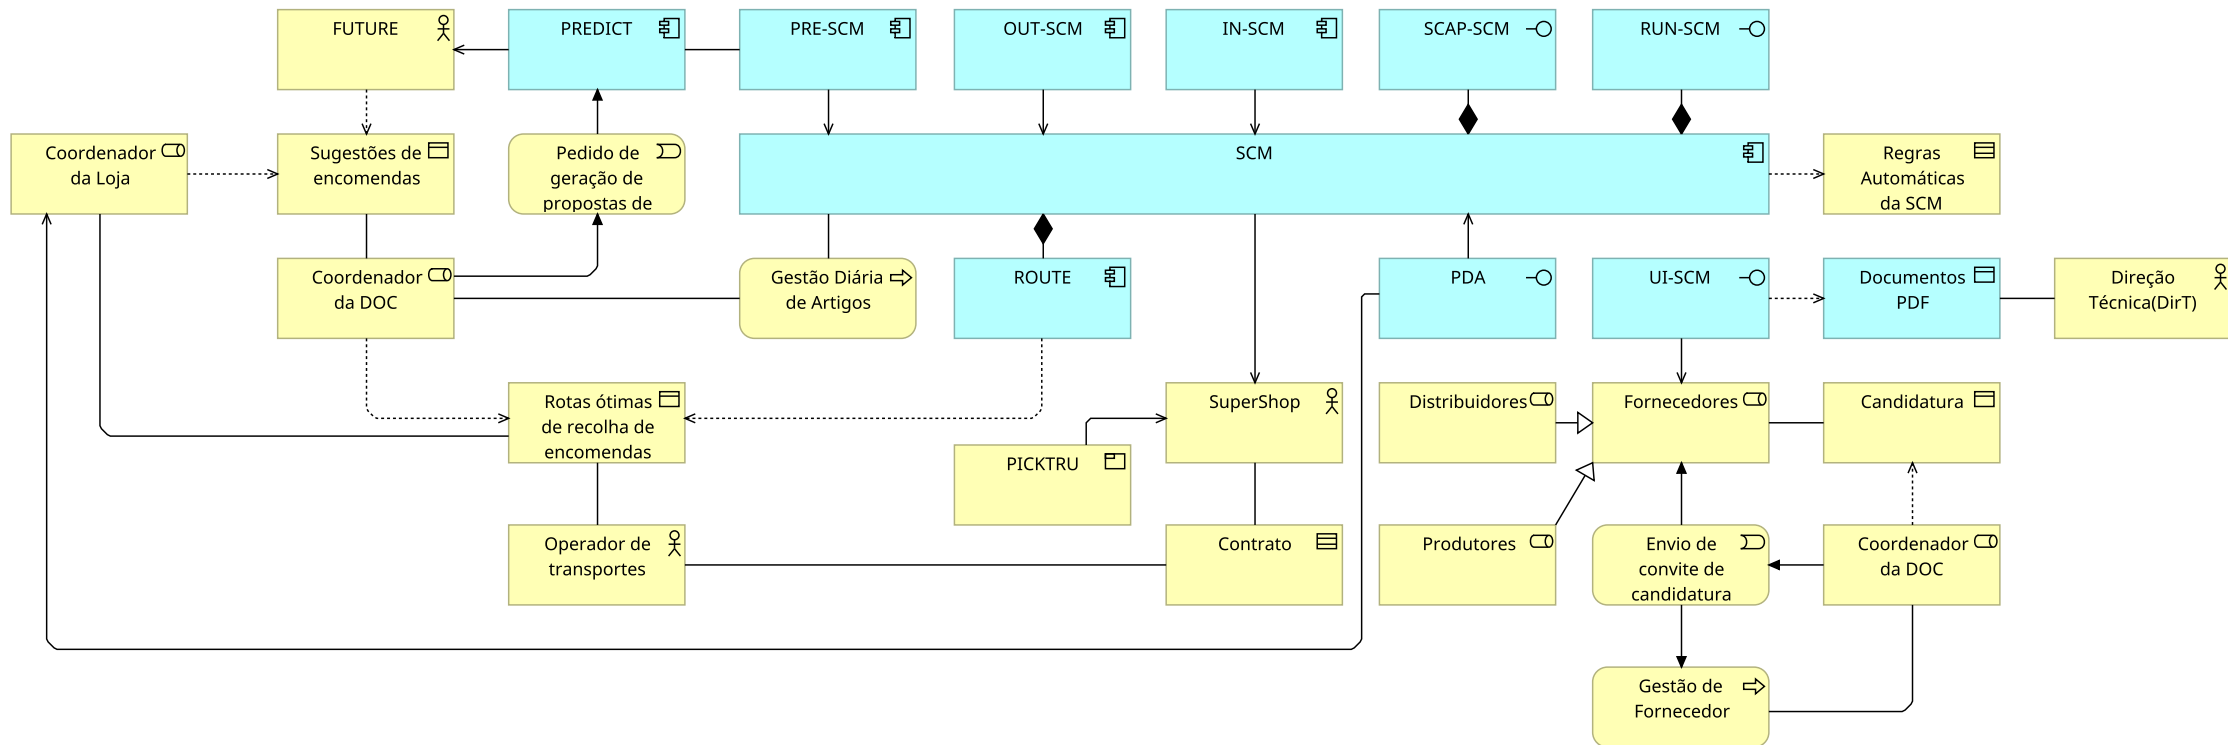 FUTURE
PREDICT
PRE-SCM
OUT-SCM
IN-SCM
SCAP-SCM
RUN-SCM
Coordenador
da Loja
Sugestões de
encomendas
Pedido de
geração de
propostas de
SCM
Regras
Automáticas
da SCM
Coordenador
da DOC
Gestão Diária
de Artigos
ROUTE
PDA
UI-SCM
Documentos
PDF
Direção
Técnica(DirT)
Rotas ótimas
de recolha de
encomendas
SuperShop
Distribuidores
Fornecedores
Candidatura
PICKTRU
Operador de
transportes
Contrato
Produtores
Envio de
convite de
candidatura
Coordenador
da DOC
Gestão de
Fornecedor